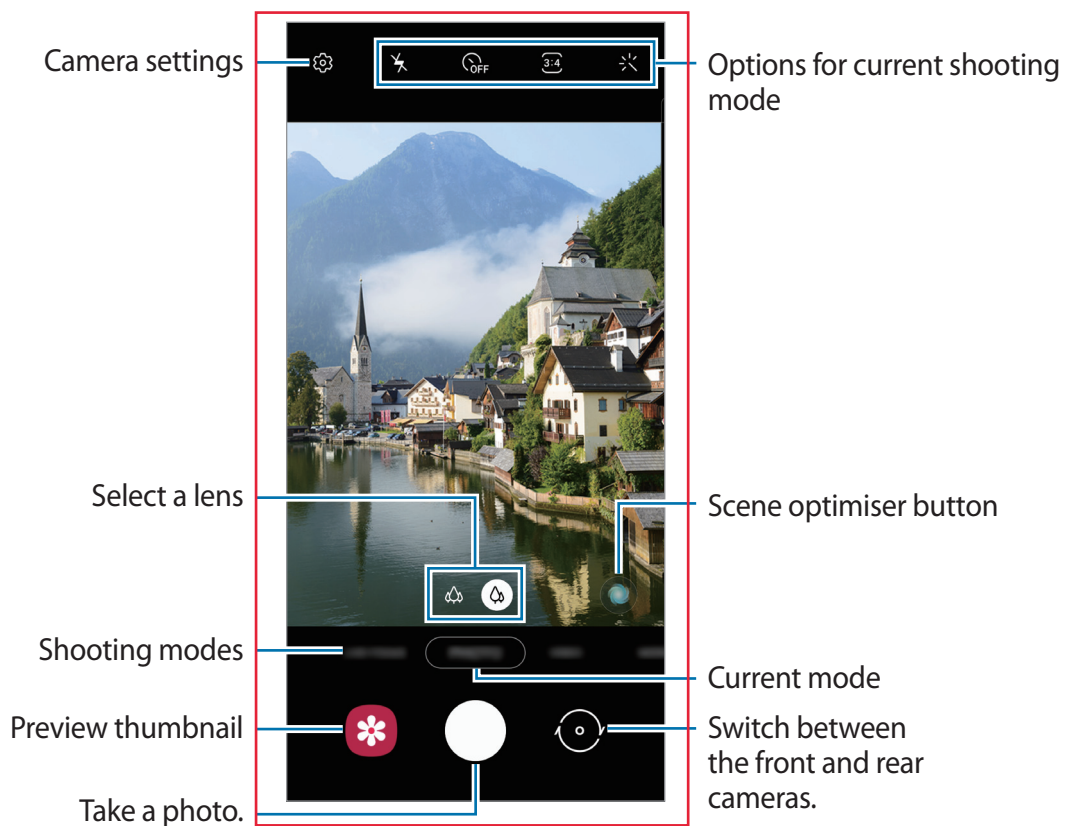 Camera settings
OFF
3:4
Options for current shooting
mode
Select a lens
Scene optimiser button
Shooting modes
Current mode
Preview thumbnail
Switch between
the front and rear
cameras.
Take a photo.